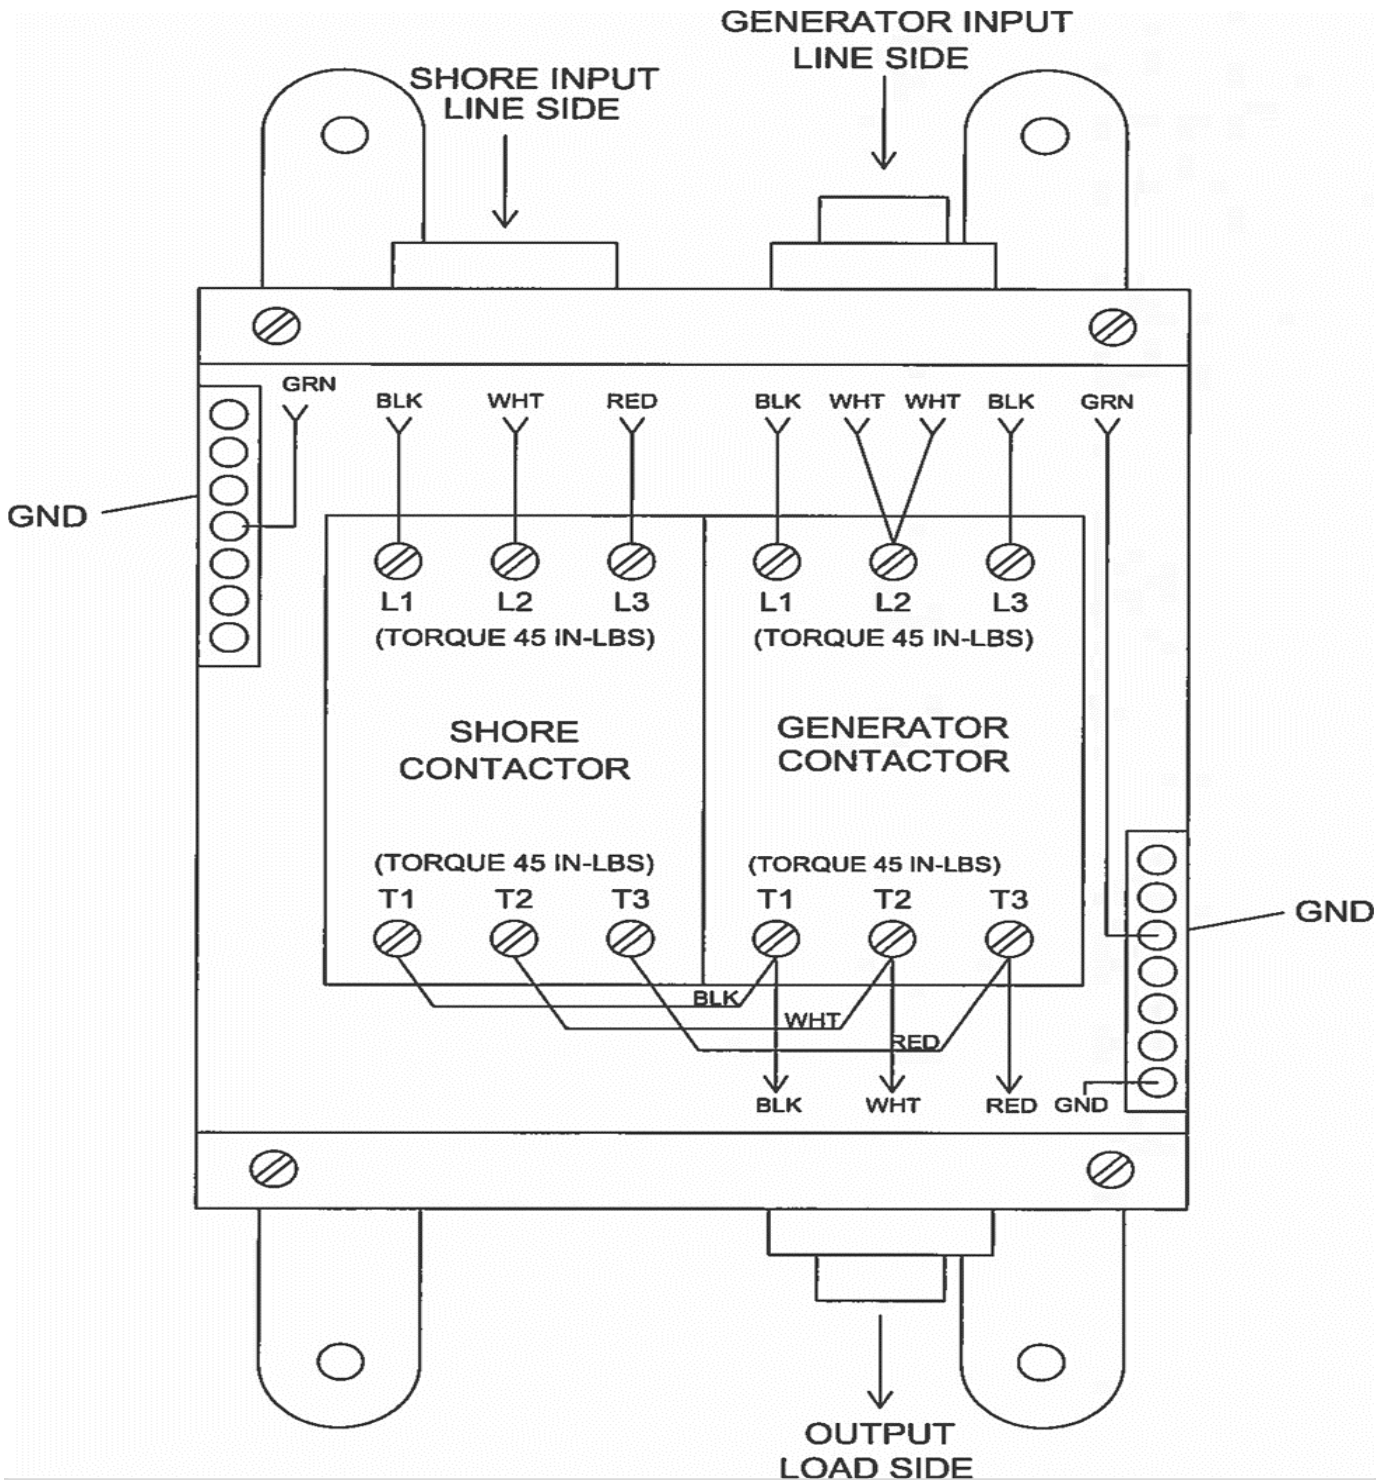 GENERATOR INPUT
LINE SIDE
SHORE INPUT
LINE SIDE
GRN
BLK
WHT
RED
BLK
WHT
WHT
BLK
GRN
GND
L1
L2
L3
L1
L2
L3
(TORQUE 45 IN-LBS)
(TORQUE 45 IN-LBS)
SHORE
CONTACTOR
GENERATOR
CONTACTOR
(TORQUE 45 IN-LBS)
(TORQUE 45 IN-LBS)
T1
T2
T3
T1
T2
T3
GND
BLK
WHT
RED
BLK
WHT
RED
GND
OUTPUT
LOAD SIDE